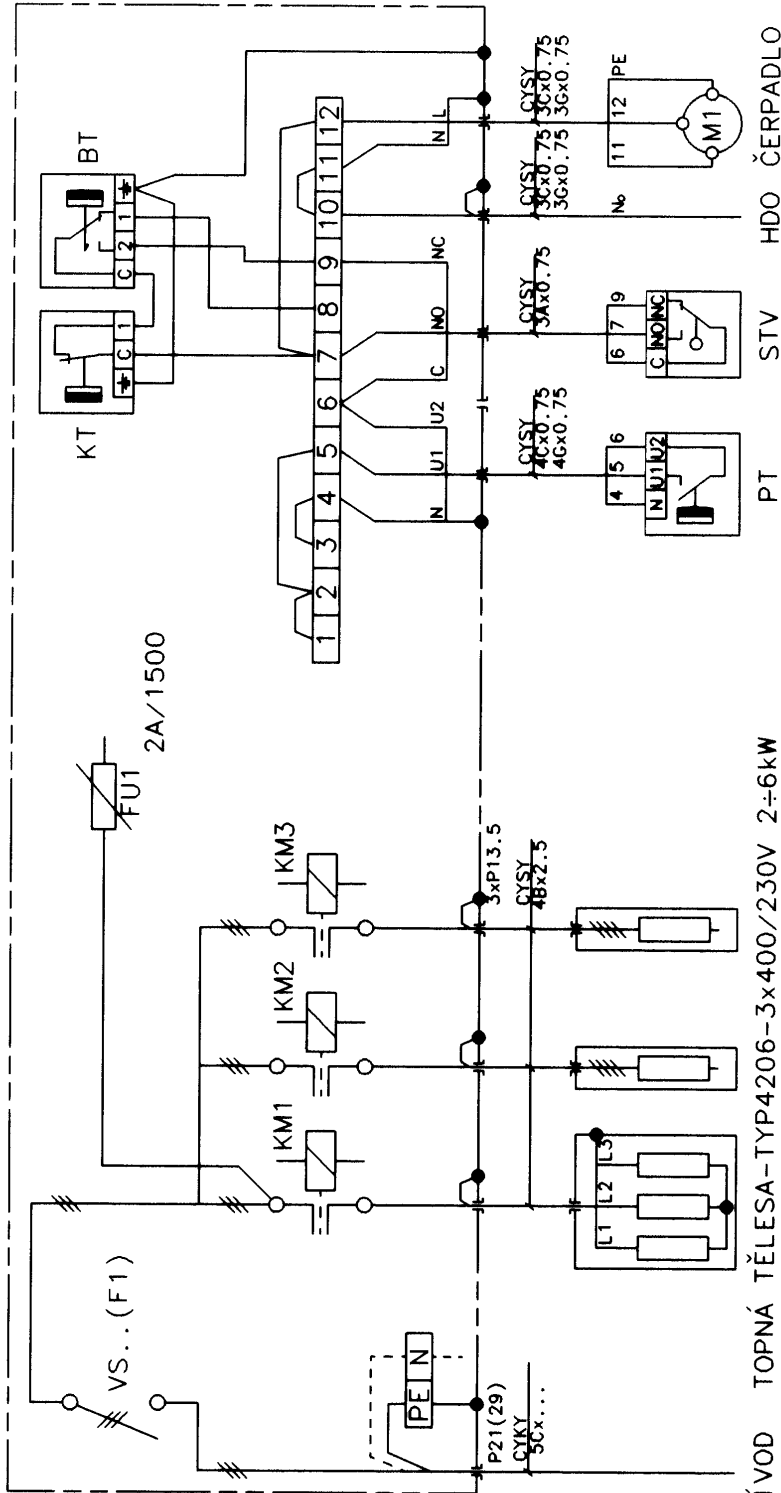 BT
KT
C 2 1
C 1
1 2 3 4 5 6 7 8 9 10 11 12
2A/1500
FU1
VS..(F1)
KM1
KM2
KM3
N U1 U2 C NO NC N L
PE N
P21(29)
CYKY
5Cx...
3xP13.5
CYSY
4Bx2.5
CYSY
4Cx0.75
4Gx0.75
CYSY
3Ax0.75
CYSY
3Cx0.75
3Gx0.75
CYSY
3Cx0.75
3Gx0.75
L1 L2 L3
4 5 6
N U1 U2
6 7 9
C NO NC
11 12 PE
M1
VOD TOPNÁ TĚLESA-TYP4206-3x400/230V 2÷6kW
PT STV HDO ČERPADLO